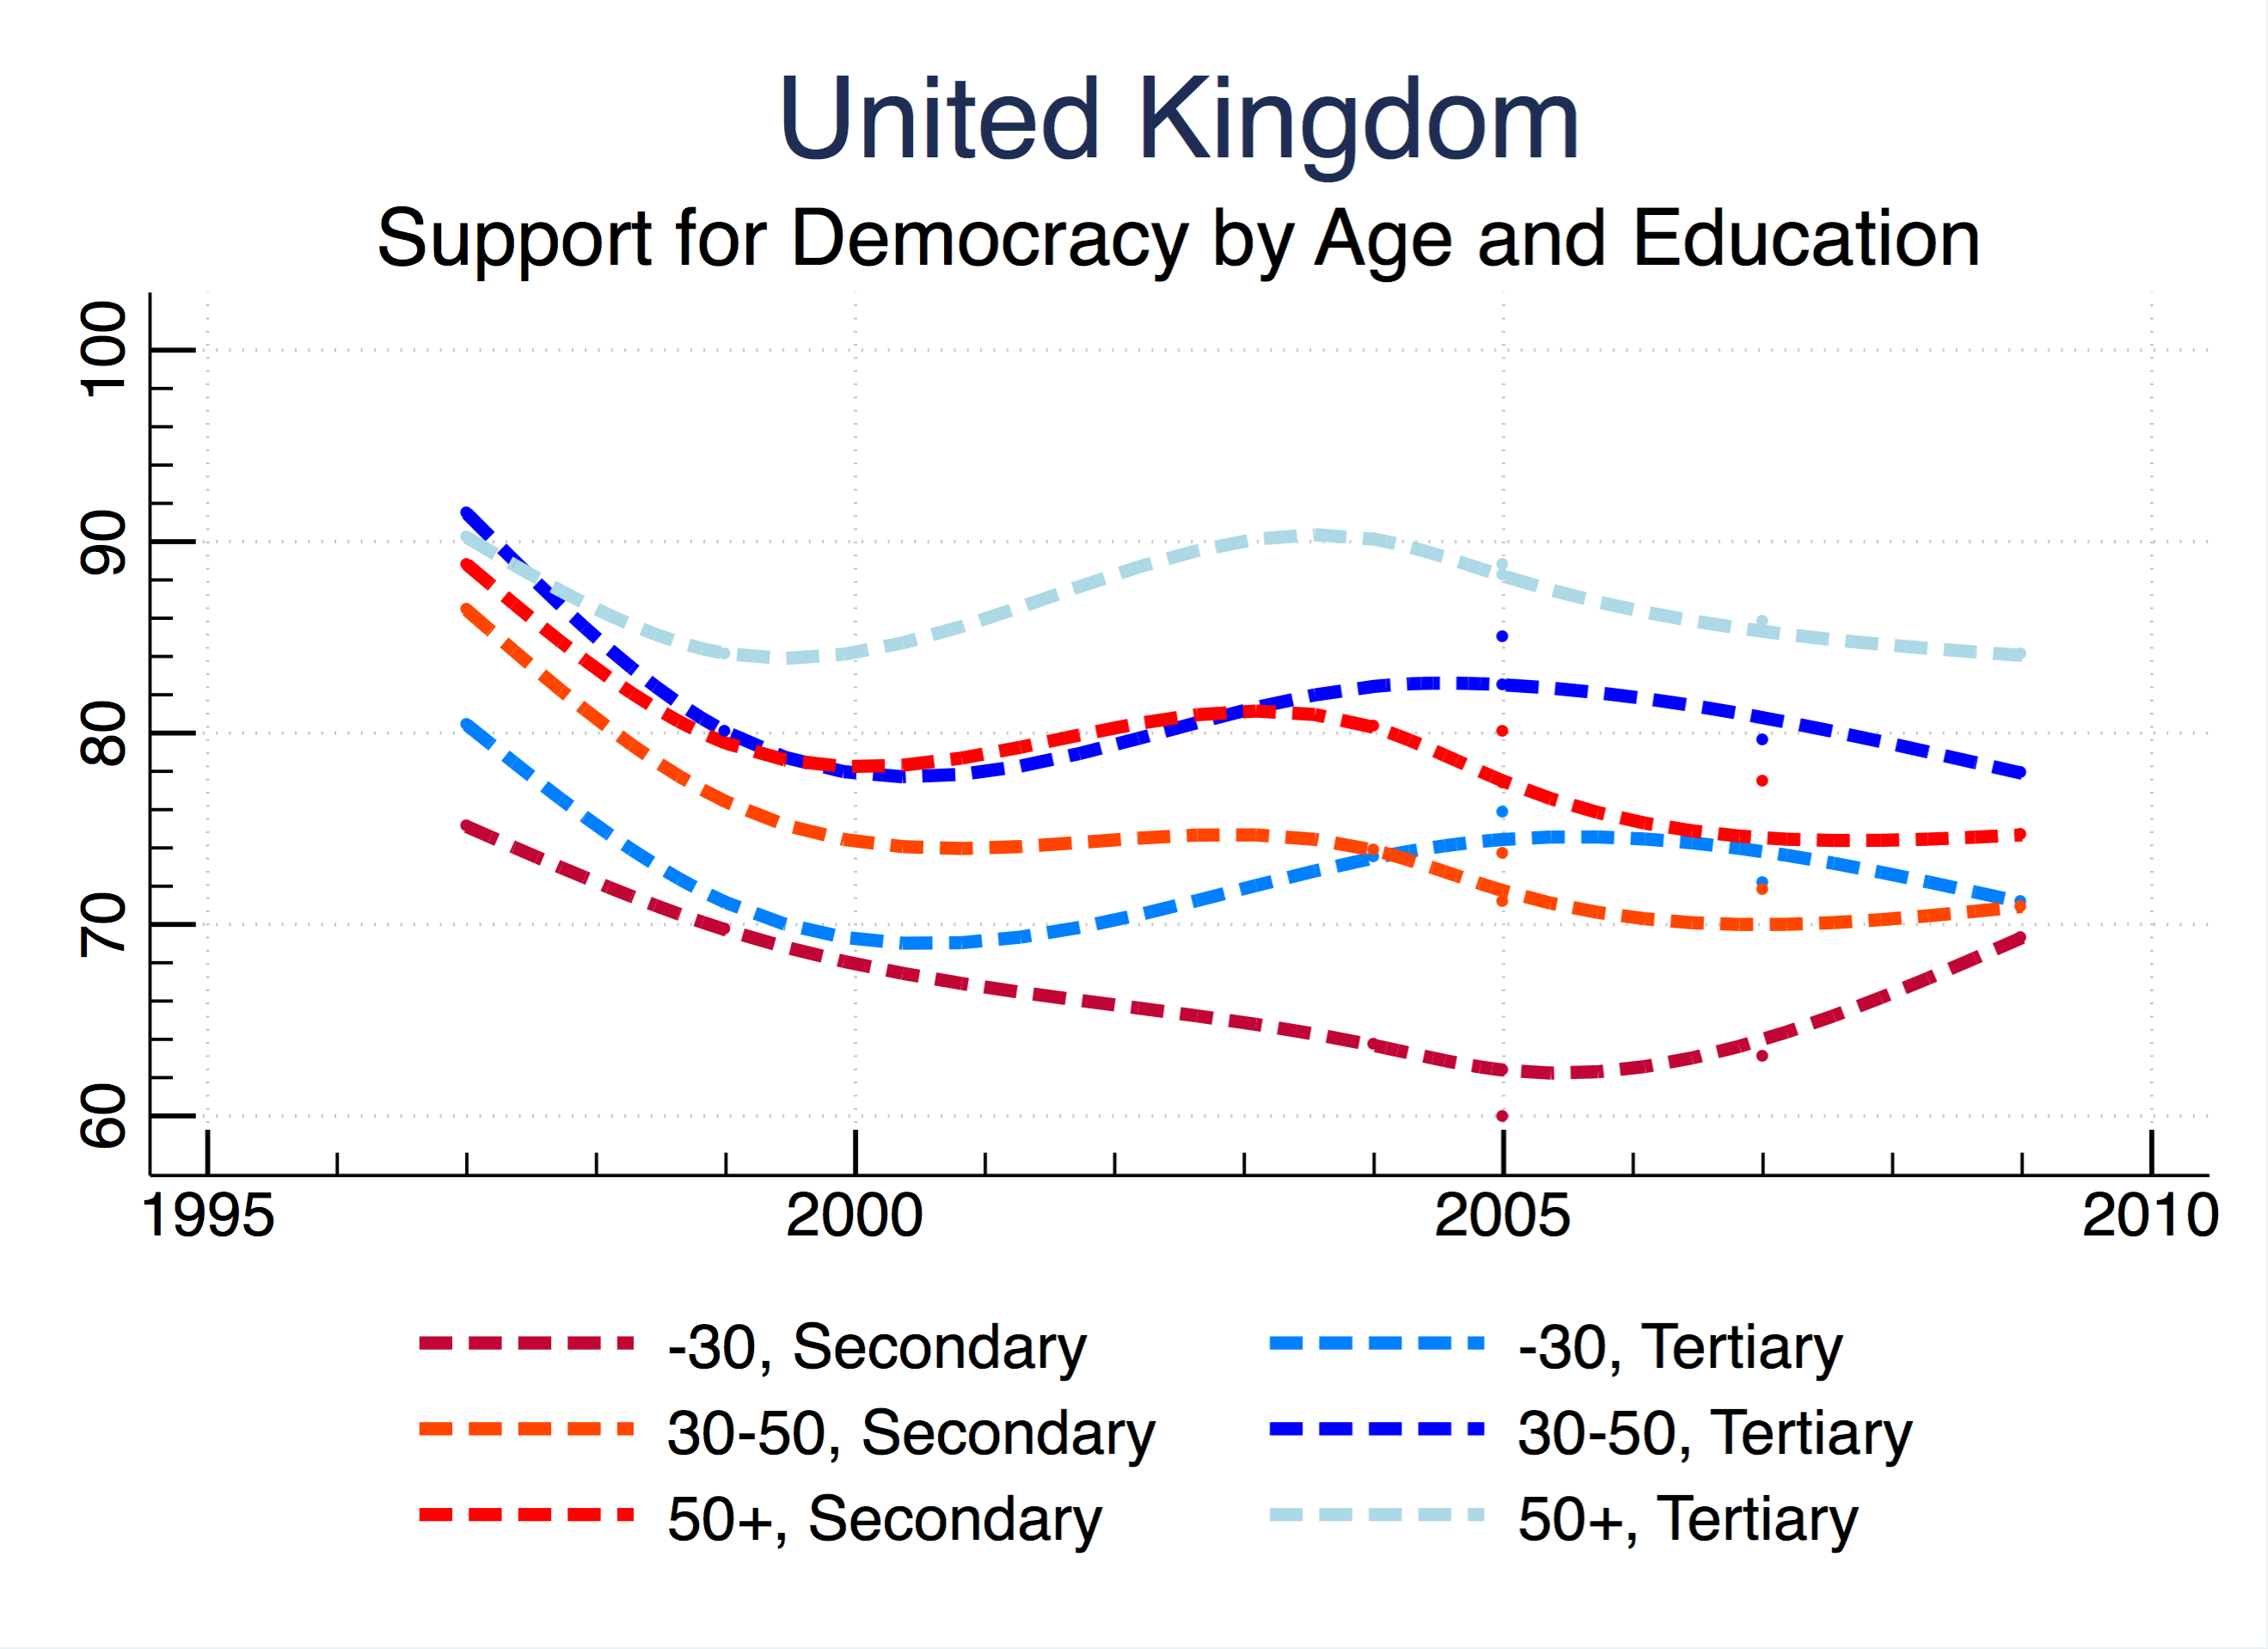 United Kingdom
Support for Democracy by Age and Education
100
90
80
70
60
1995 2000 2005 2010
-30, Secondary -30, Tertiary
30-50, Secondary 30-50, Tertiary
50+, Secondary 50+, Tertiary